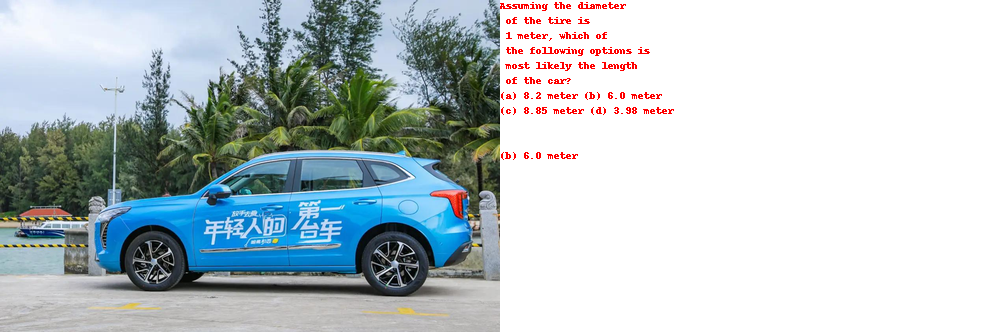 年轻人的
第一
台车
Assuming the diameter
of the tire is
1 meter, which of
the following options is
most likely the length
of the car?
(a) 8.2 meter (b) 6.0 meter
(c) 8.85 meter (d) 3.98 meter
(b) 6.0 meter